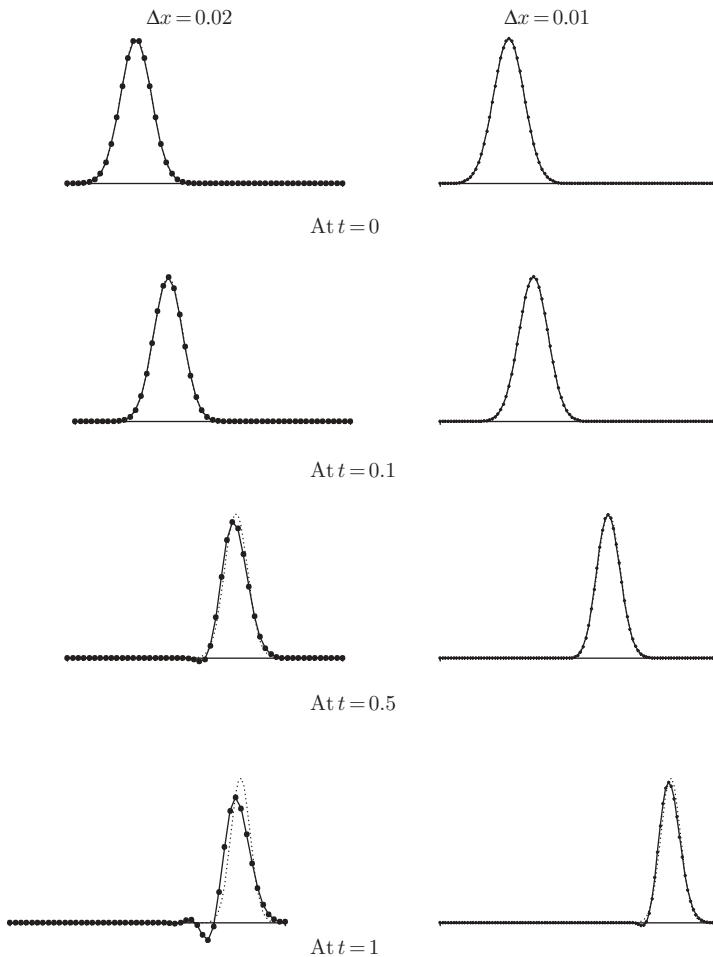 Δx = 0.02
Δx = 0.01
At t = 0
At t = 0.1
At t = 0.5
At t = 1